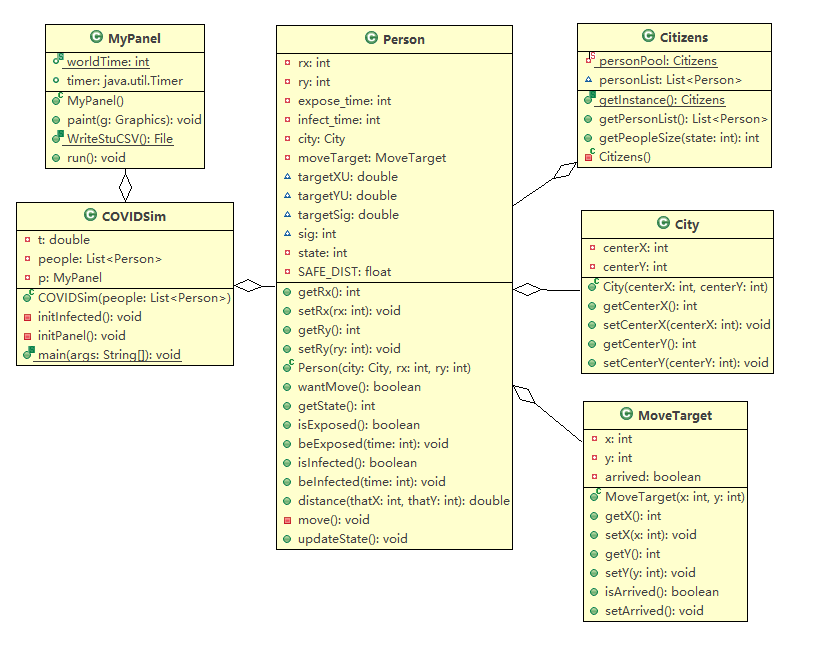 MyPanel
worldTime: int
timer: java.util.Timer
MyPanel()
paint(g: Graphics): void
WriteStuCSV(): File
run(): void
COVIDSim
t: double
people: List<Person>
p: MyPanel
COVIDSim(people: List<Person>)
initInfected(): void
initPanel(): void
main(args: String[]): void
Person
rx: int
ry: int
expose_time: int
infect_time: int
city: City
moveTarget: MoveTarget
targetXU: double
targetYU: double
targetSig: double
sig: int
state: int
SAFE_DIST: float
getRx(): int
setRx(rx: int): void
getRy(): int
setRy(ry: int): void
Person(city: City, rx: int, ry: int)
wantMove(): boolean
getState(): int
isExposed(): boolean
beExposed(time: int): void
isInfected(): boolean
beInfected(time: int): void
distance(thatX: int, thatY: int): double
move(): void
updateState(): void
Citizens
personPool: Citizens
personList: List<Person>
getInstance(): Citizens
getPersonList(): List<Person>
getPeopleSize(state: int): int
Citizens()
City
centerX: int
centerY: int
City(centerX: int, centerY: int)
getCenterX(): int
setCenterX(centerX: int): void
getCenterY(): int
setCenterY(centerY: int): void
MoveTarget
x: int
y: int
arrived: boolean
MoveTarget(x: int, y: int)
getX(): int
setX(x: int): void
getY(): int
setY(y: int): void
isArrived(): boolean
setArrived(): void